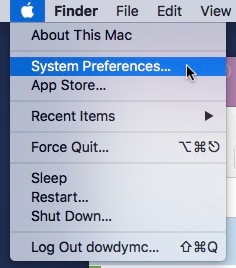 Finder File Edit View
About This Mac
System Preferences...
App Store...
Recent Items
Force Quit... ⌥⌘⎋
Sleep
Restart...
Shut Down...
Log Out dowdymc... ⇧⌘Q